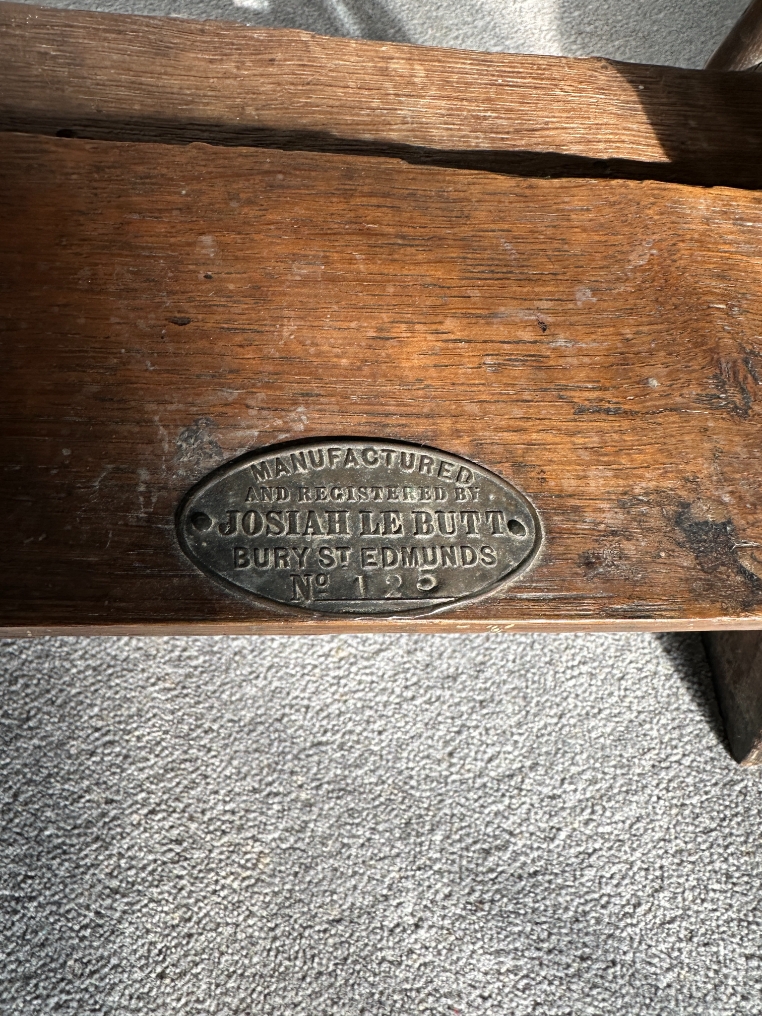 MANUFACTURED
AND REGISTERED BY
JOSIAH LE BUTT
BURY ST EDMUNDS
No 125